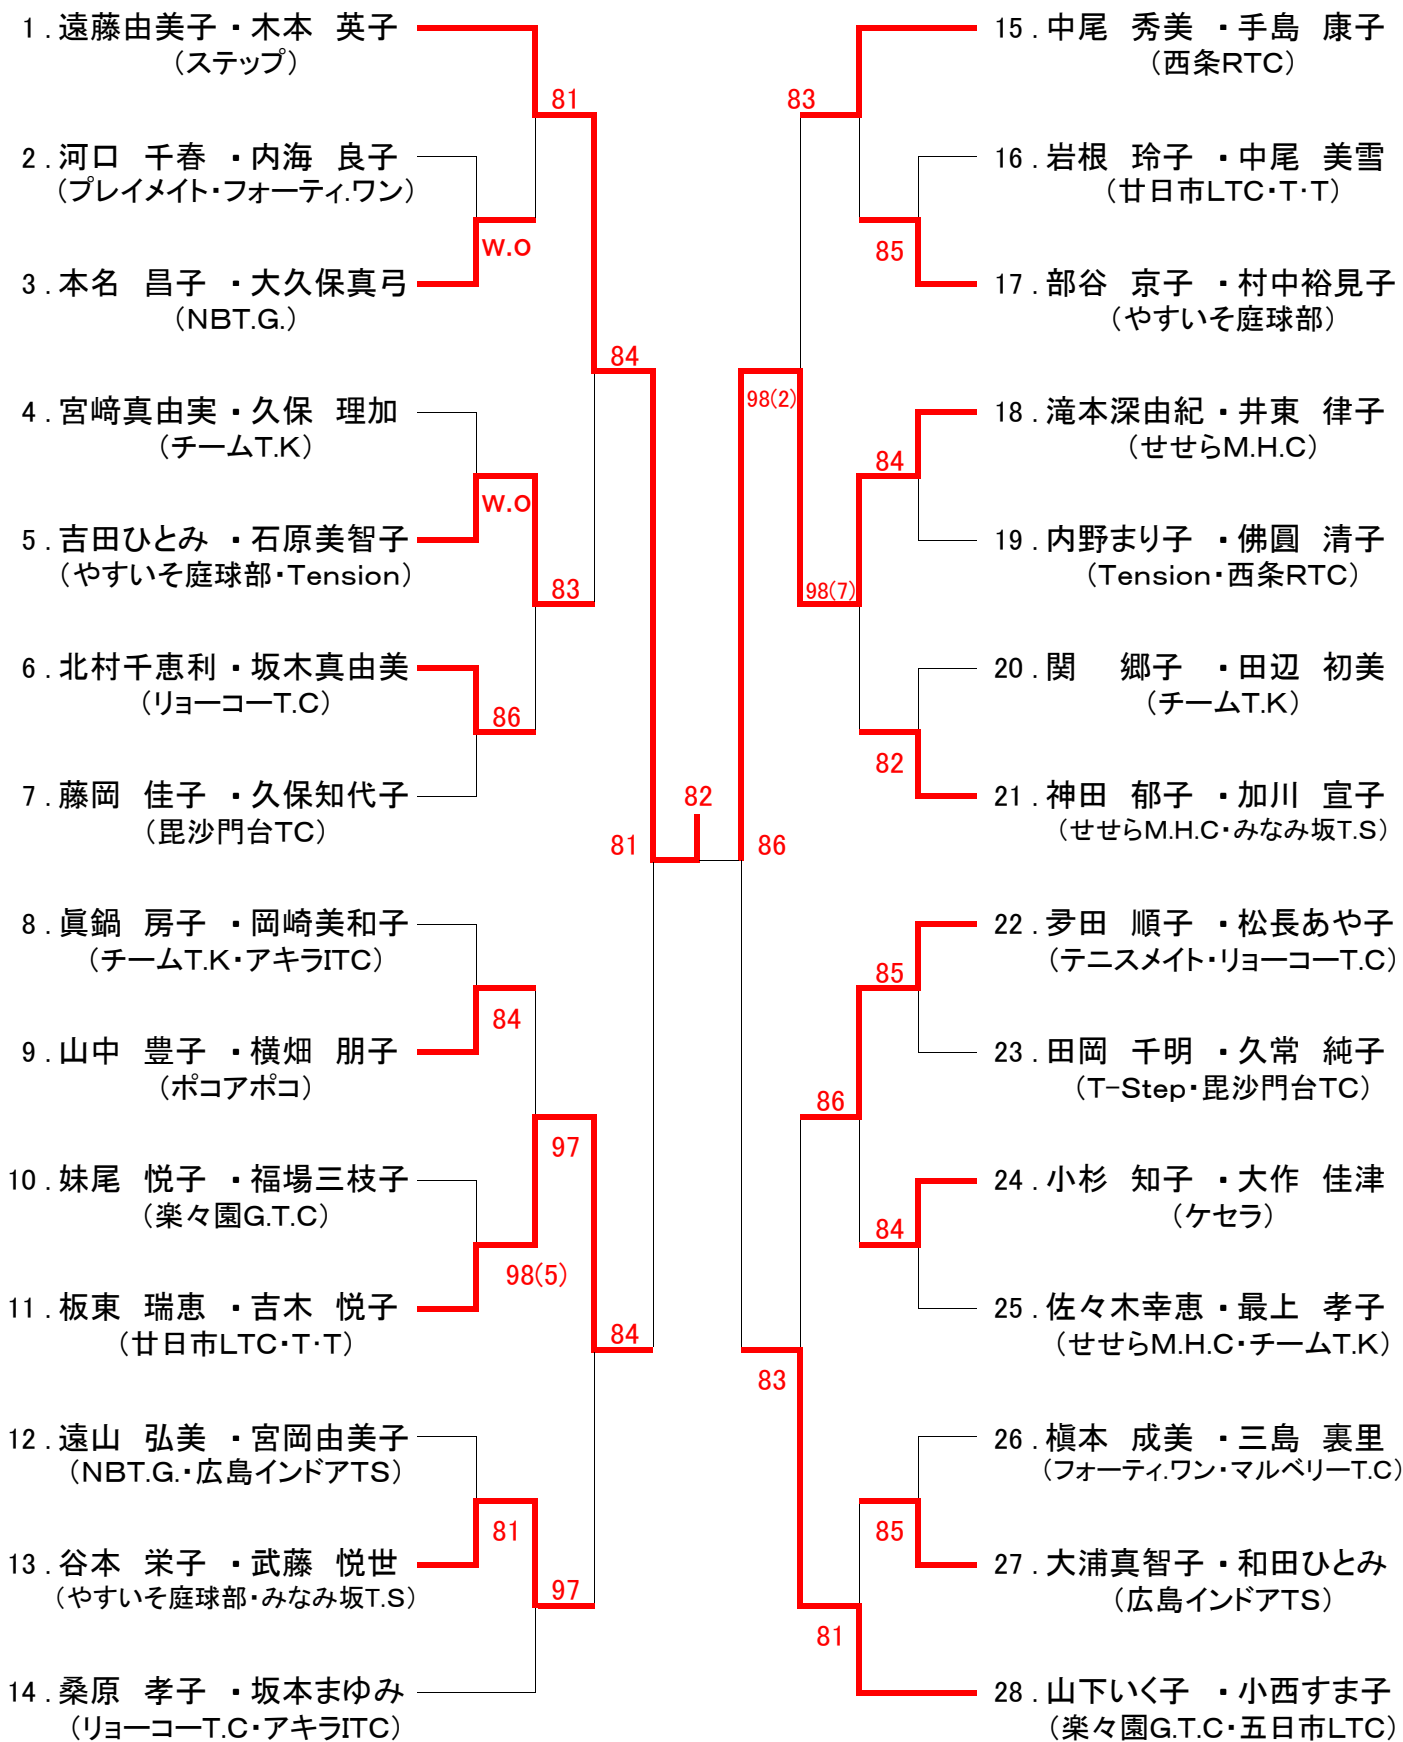 1 . 遠藤由美子 ・ 木本　英子
（ステップ）
81
2 . 河口　千春 ・ 内海　良子
（プレイメイト・フォーティ.ワン）
w.o
3 . 本名　昌子 ・ 大久保真弓
（NBT.G.）
84
4 . 宮﨑真由実 ・ 久保　理加
（チームT.K）
w.o
5 . 吉田ひとみ ・ 石原美智子
（やすいそ庭球部・Tension）
83
6 . 北村千恵利 ・ 坂木真由美
（リョーコーT.C）
86
7 . 藤岡　佳子 ・ 久保知代子
（毘沙門台TC）
82
81
8 . 眞鍋　房子 ・ 岡崎美和子
（チームT.K・アキラITC）
84
9 . 山中　豊子 ・ 横畑　朋子
（ポコアポコ）
97
10 . 妹尾　悦子 ・ 福場三枝子
（楽々園G.T.C）
98(5)
11 . 板東　瑞恵 ・ 吉木　悦子
（廿日市LTC・T・T）
84
12 . 遠山　弘美 ・ 宮岡由美子
（NBT.G.・広島インドアTS）
81
13 . 谷本　栄子 ・ 武藤　悦世
（やすいそ庭球部・みなみ坂T.S）
97
14 . 桑原　孝子 ・ 坂本まゆみ
（リョーコーT.C・アキラITC）
15 . 中尾　秀美 ・ 手島　康子
（西条RTC）
83
16 . 岩根　玲子 ・ 中尾　美雪
（廿日市LTC・T・T）
85
17 . 部谷　京子 ・ 村中裕見子
（やすいそ庭球部）
98(2)
18 . 滝本深由紀 ・ 井東　律子
（せせらM.H.C）
84
19 . 内野まり子 ・ 佛圓　清子
（Tension・西条RTC）
98(7)
20 . 関　　郷子 ・ 田辺　初美
（チームT.K）
82
21 . 神田　郁子 ・ 加川　宣子
（せせらM.H.C・みなみ坂T.S）
86
22 . 夛田　順子 ・ 松長あや子
（テニスメイト・リョーコーT.C）
85
23 . 田岡　千明 ・ 久常　純子
（T-Step・毘沙門台TC）
86
24 . 小杉　知子 ・ 大作　佳津
（ケセラ）
84
25 . 佐々木幸恵 ・ 最上　孝子
（せせらM.H.C・チームT.K）
83
26 . 槇本　成美 ・ 三島　裏里
（フォーティ.ワン・マルベリーT.C）
85
27 . 大浦真智子 ・ 和田ひとみ
（広島インドアTS）
81
28 . 山下いく子 ・ 小西すま子
（楽々園G.T.C・五日市LTC）